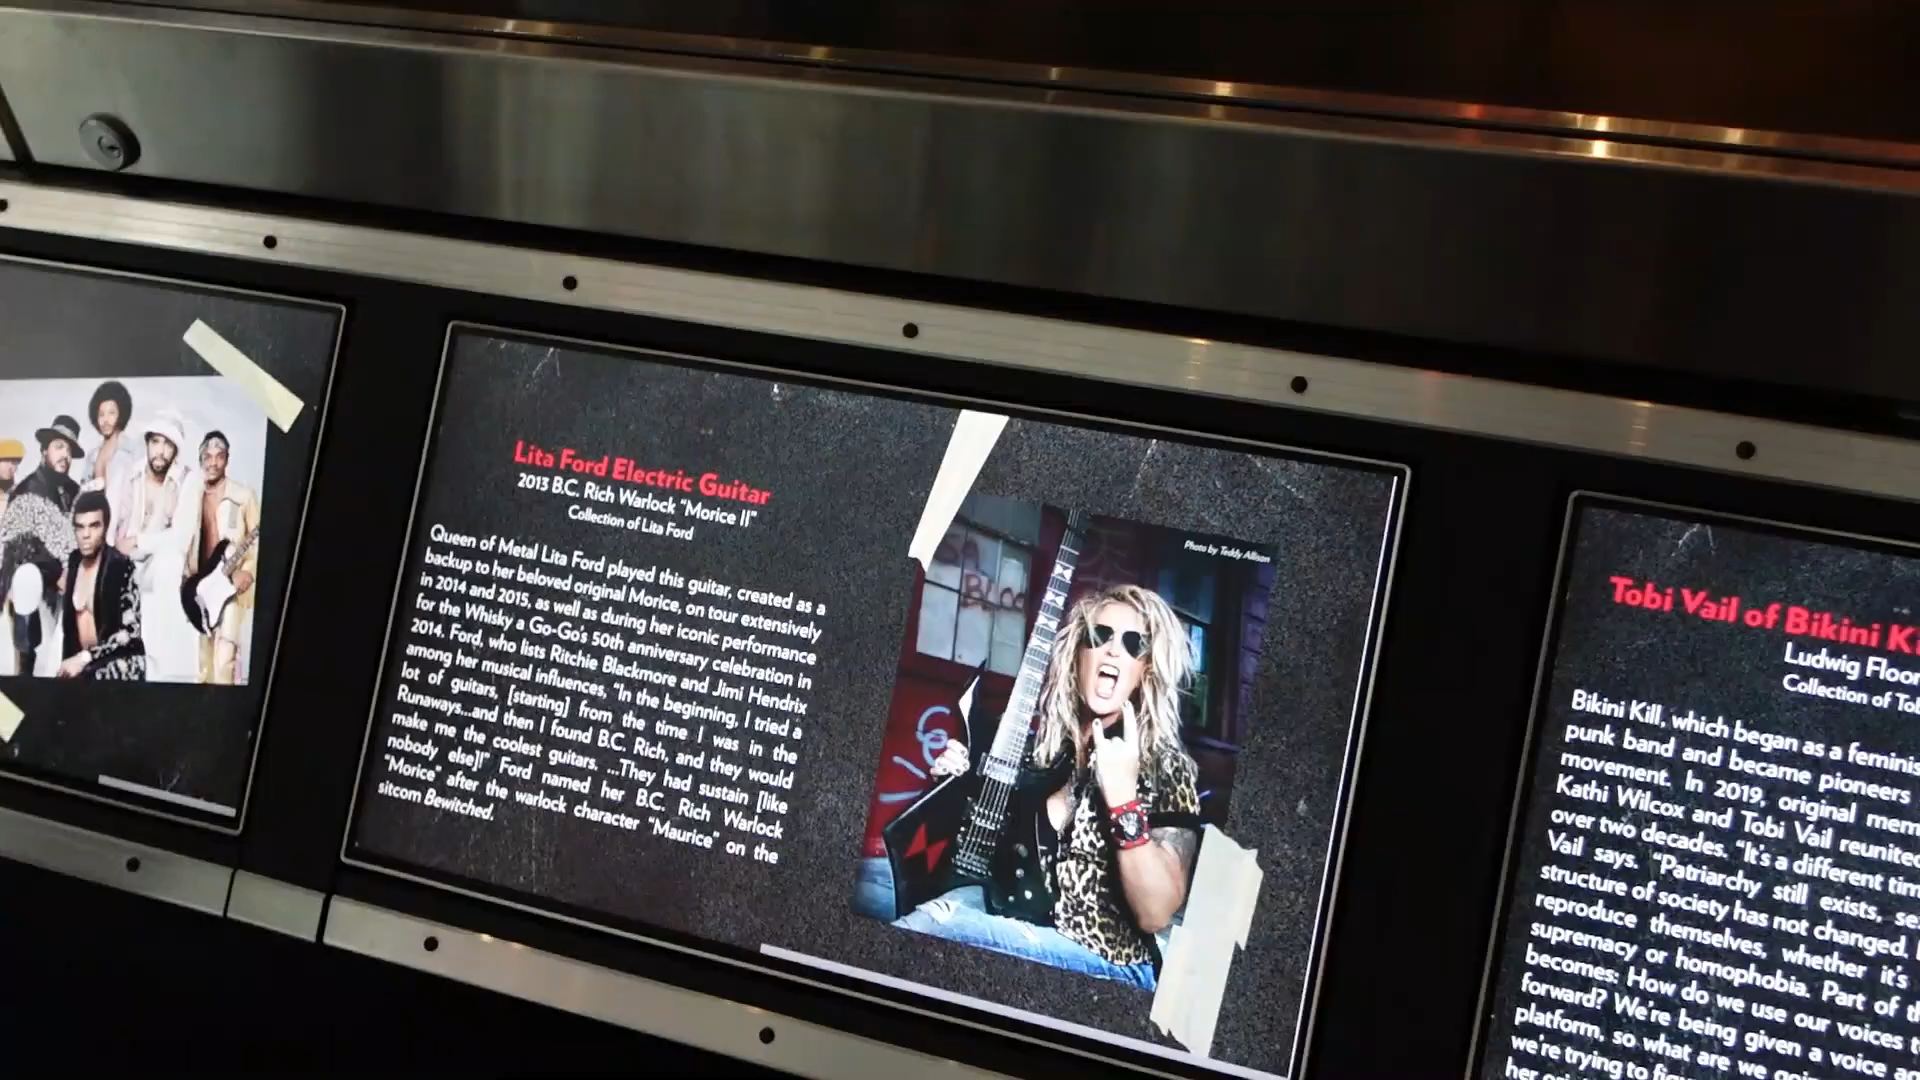 Lita Ford Electric Guitar
2013 B.C. Rich Warlock “Morice II”
Collection of Lita Ford
Queen of Metal Lita Ford played this guitar, created as a
backup to her beloved original Morice, on tour extensively
in 2014 and 2015, as well as during her iconic performance
for the Whisky a Go-Go's 50th anniversary celebration in
2014. Ford, who lists Ritchie Blackmore and Jimi Hendrix
among her musical influences, “In the beginning, I tried a
lot of guitars, [starting] from the time I was in the
Runaways...and then I found B.C. Rich, and they would
make me the coolest guitars. ...They had sustain [like
nobody else]!” Ford named her B.C. Rich Warlock
“Morice” after the warlock character “Maurice” on the
sitcom Bewitched.
Photo by Teddy Allison
Tobi Vail of Bikini
Ludwig Floor
Collection of
Bikini Kill, which began as a
punk band and became pioneers
movement. In 2019, original
Kathi Wilcox and Tobi Vail reunited
over two decades. “It's a different
Vail says. “Patriarchy still exists,
structure of society has not changed.
reproduce themselves, whether it's
supremacy or homophobia. Part of
becomes: How do we use our voices
forward? We're being given a voice
platform, so what are we
we're trying to
her